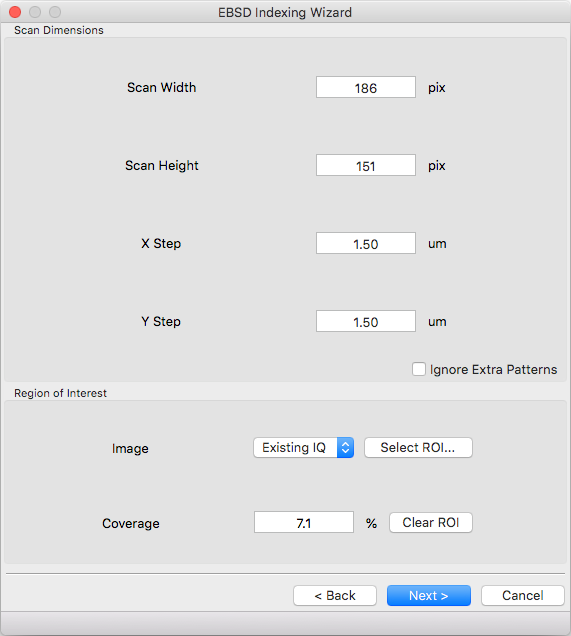 EBSD Indexing Wizard
Scan Dimensions
Scan Width 186 pix
Scan Height 151 pix
X Step 1.50 um
Y Step 1.50 um
Ignore Extra Patterns
Region of Interest
Image Existing IQ Select ROI...
Coverage 7.1 % Clear ROI
< Back Next > Cancel